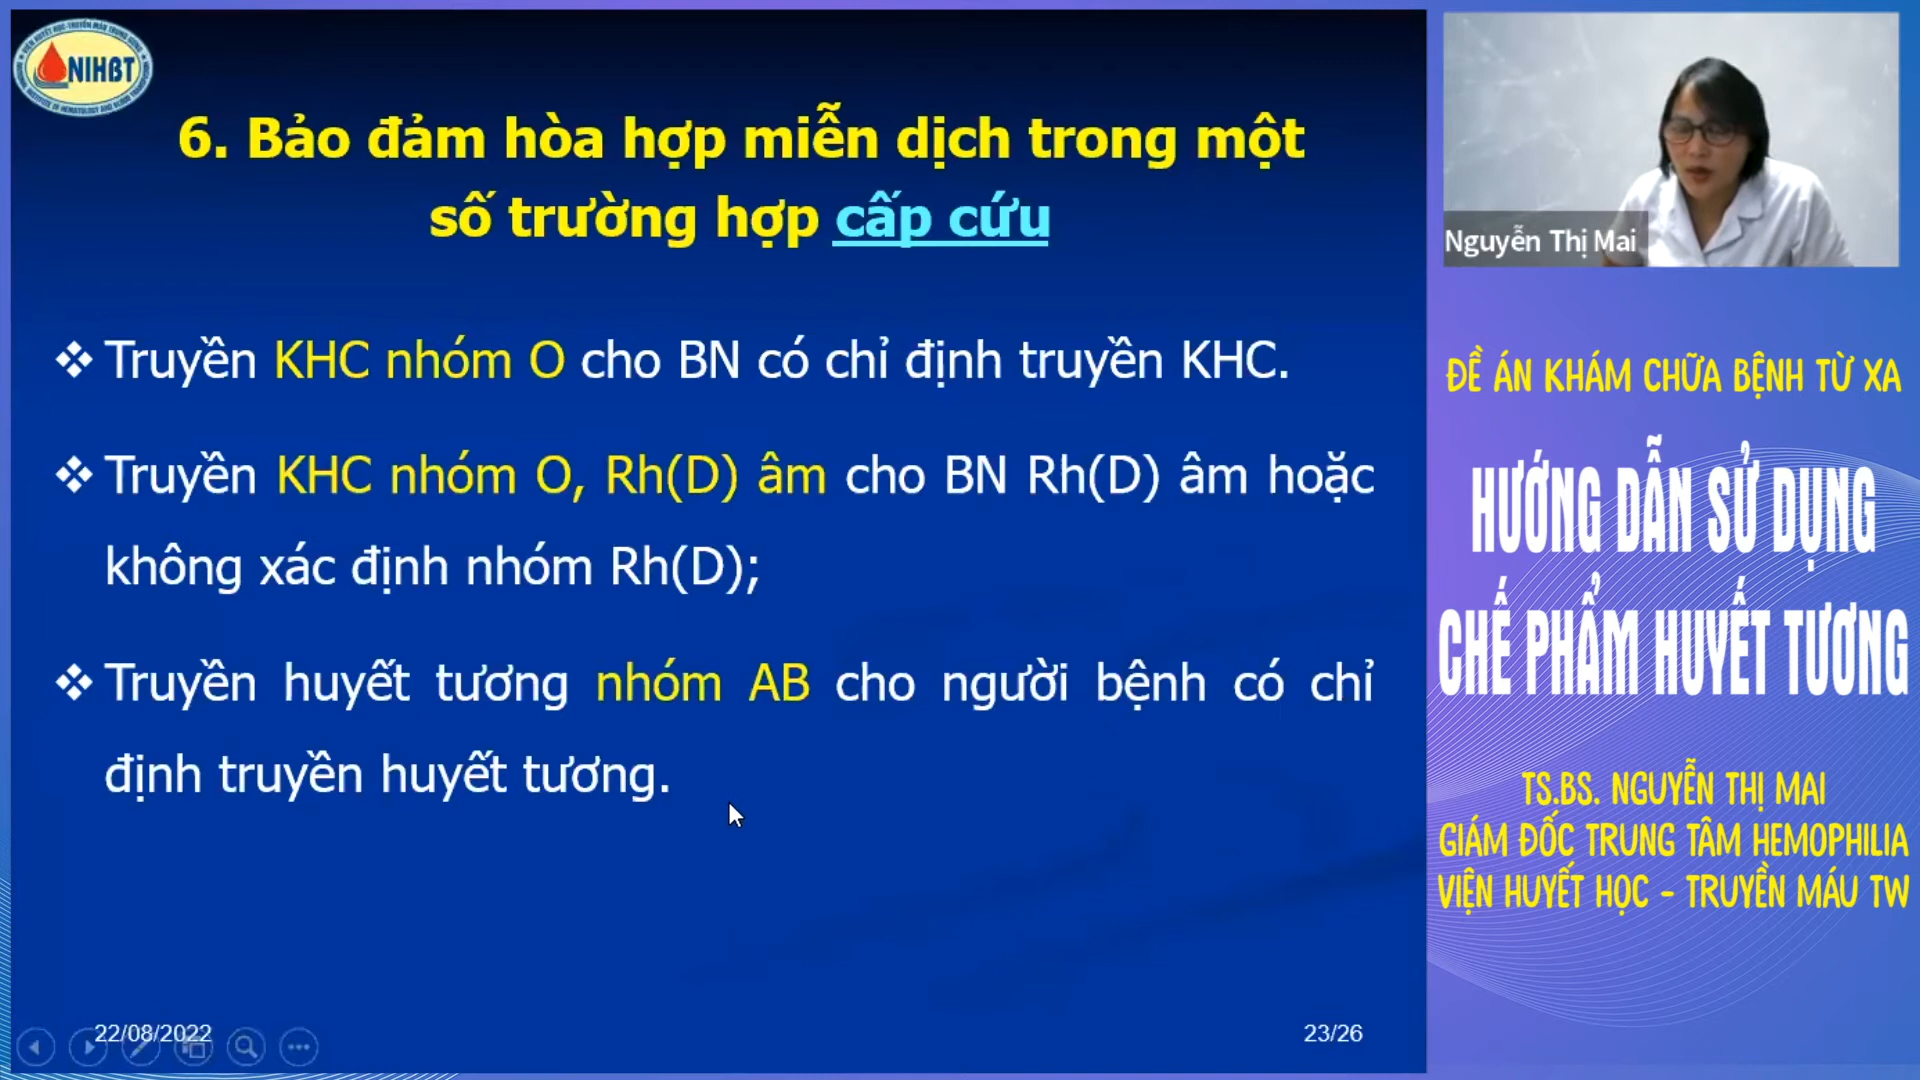 NIHBT
6. Bảo đảm hòa hợp miễn dịch trong một
số trường hợp cấp cứu
Truyền KHC nhóm O cho BN có chỉ định truyền KHC.
Truyền KHC nhóm O, Rh(D) âm cho BN Rh(D) âm hoặc
không xác định nhóm Rh(D);
Truyền huyết tương nhóm AB cho người bệnh có chỉ
định truyền huyết tương.
22/08/2022
23/26
Nguyễn Thị Mai
ĐỀ ÁN KHÁM CHỮA BỆNH TỪ XA
HƯỚNG DẪN SỬ DỤNG
CHẾ PHẨM HUYẾT TƯƠNG
TS.BS. NGUYỄN THỊ MAI
GIÁM ĐỐC TRUNG TÂM HEMOPHILIA
VIỆN HUYẾT HỌC - TRUYỀN MÁU TW